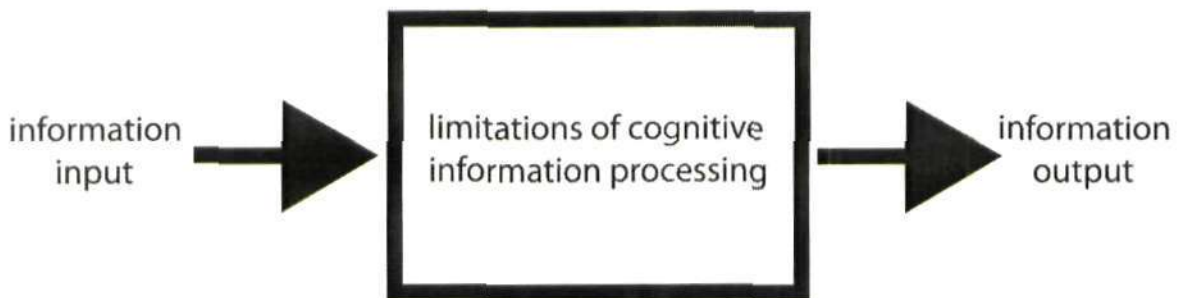 information
input
limitations of cognitive
information processing
information
output